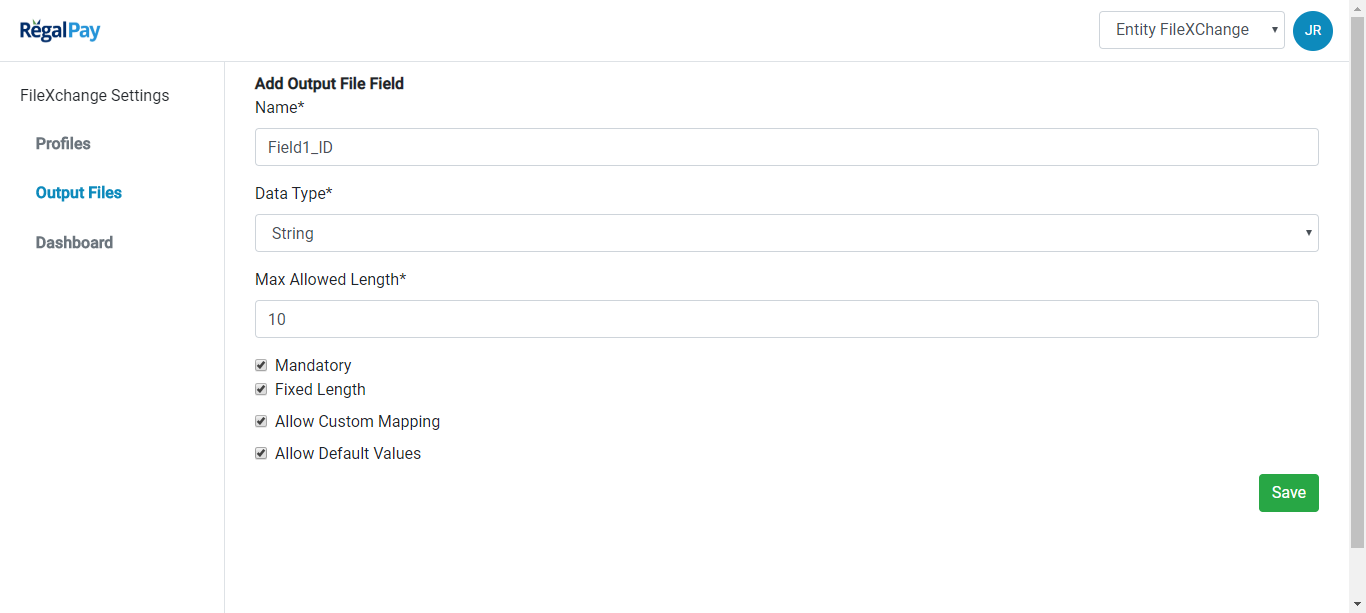 RegalPay
Entity FileXChange
JR
FileXchange Settings
Profiles
Output Files
Dashboard
Add Output File Field
Name*
Field1_ID
Data Type*
String
Max Allowed Length*
10
Mandatory
Fixed Length
Allow Custom Mapping
Allow Default Values
Save